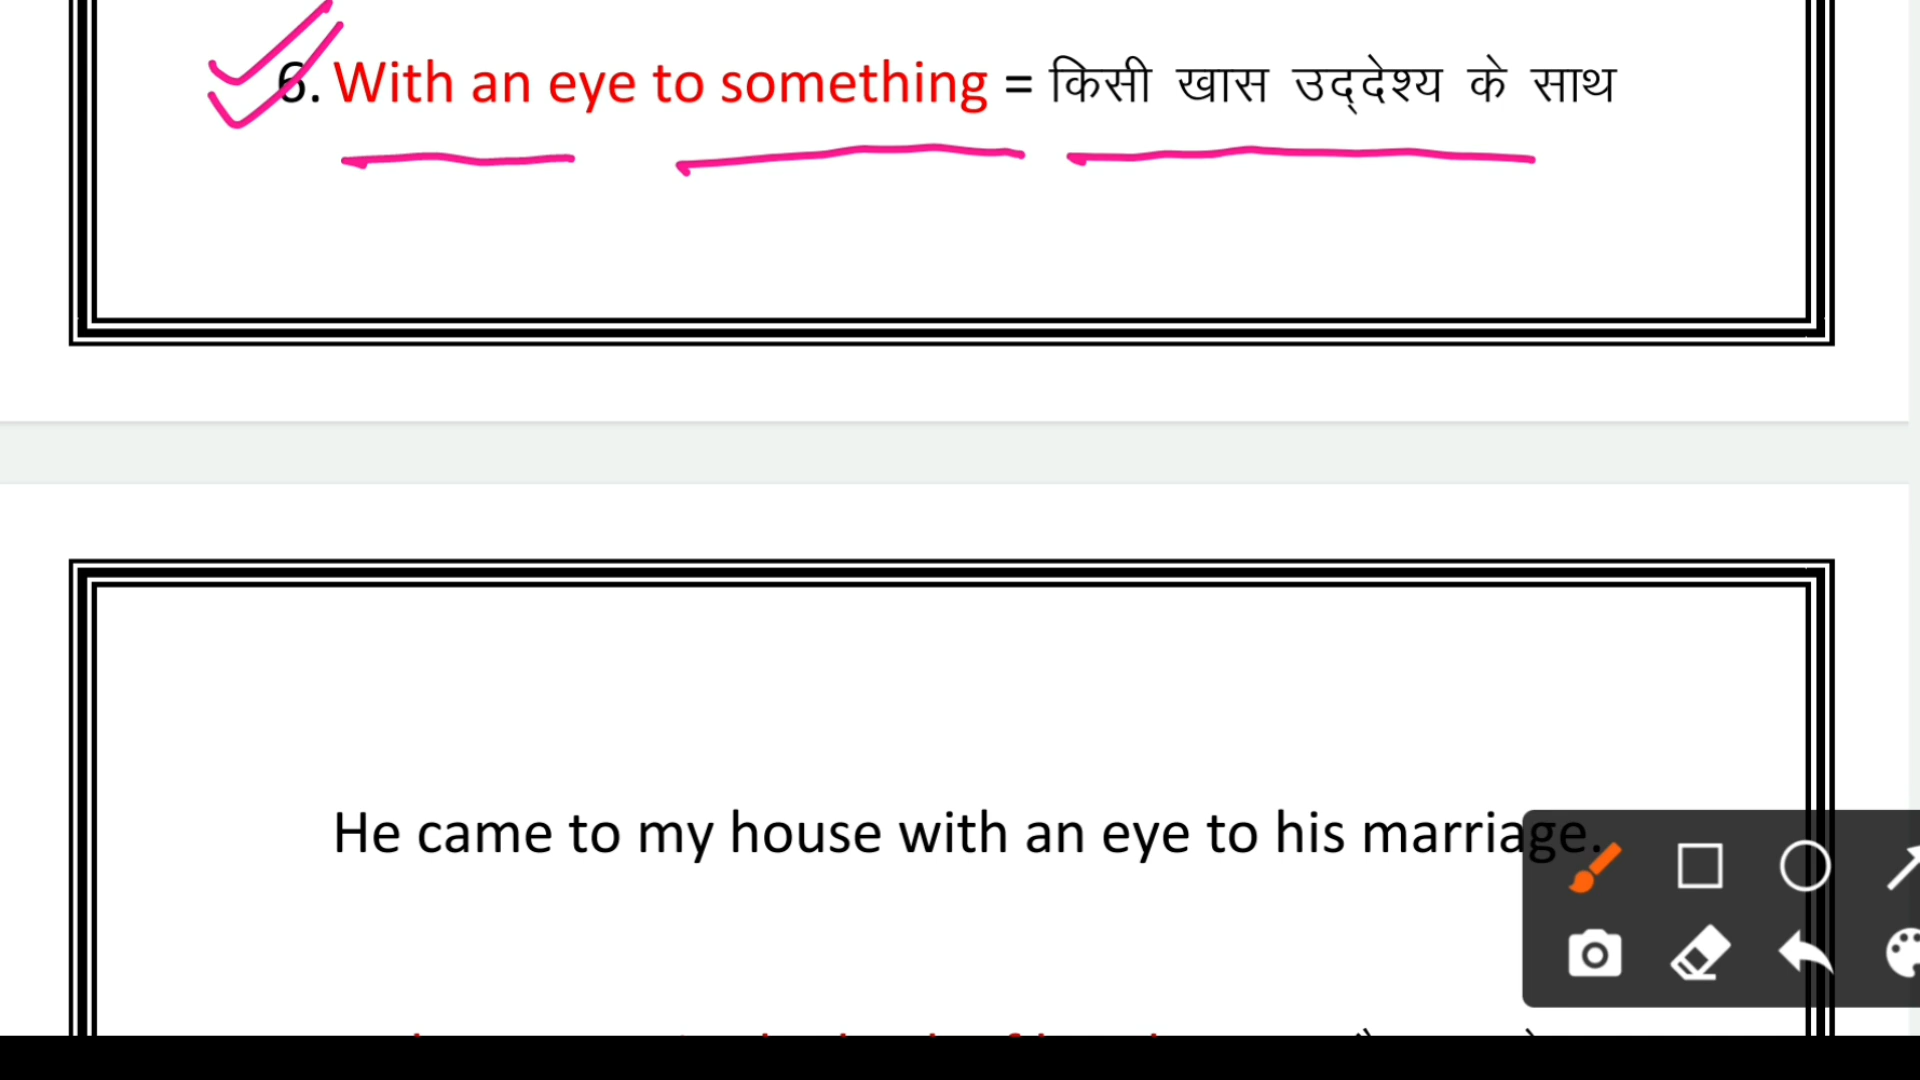 6. With an eye to something = किसी खास उद्देश्य के साथ
He came to my house with an eye to his marriage.